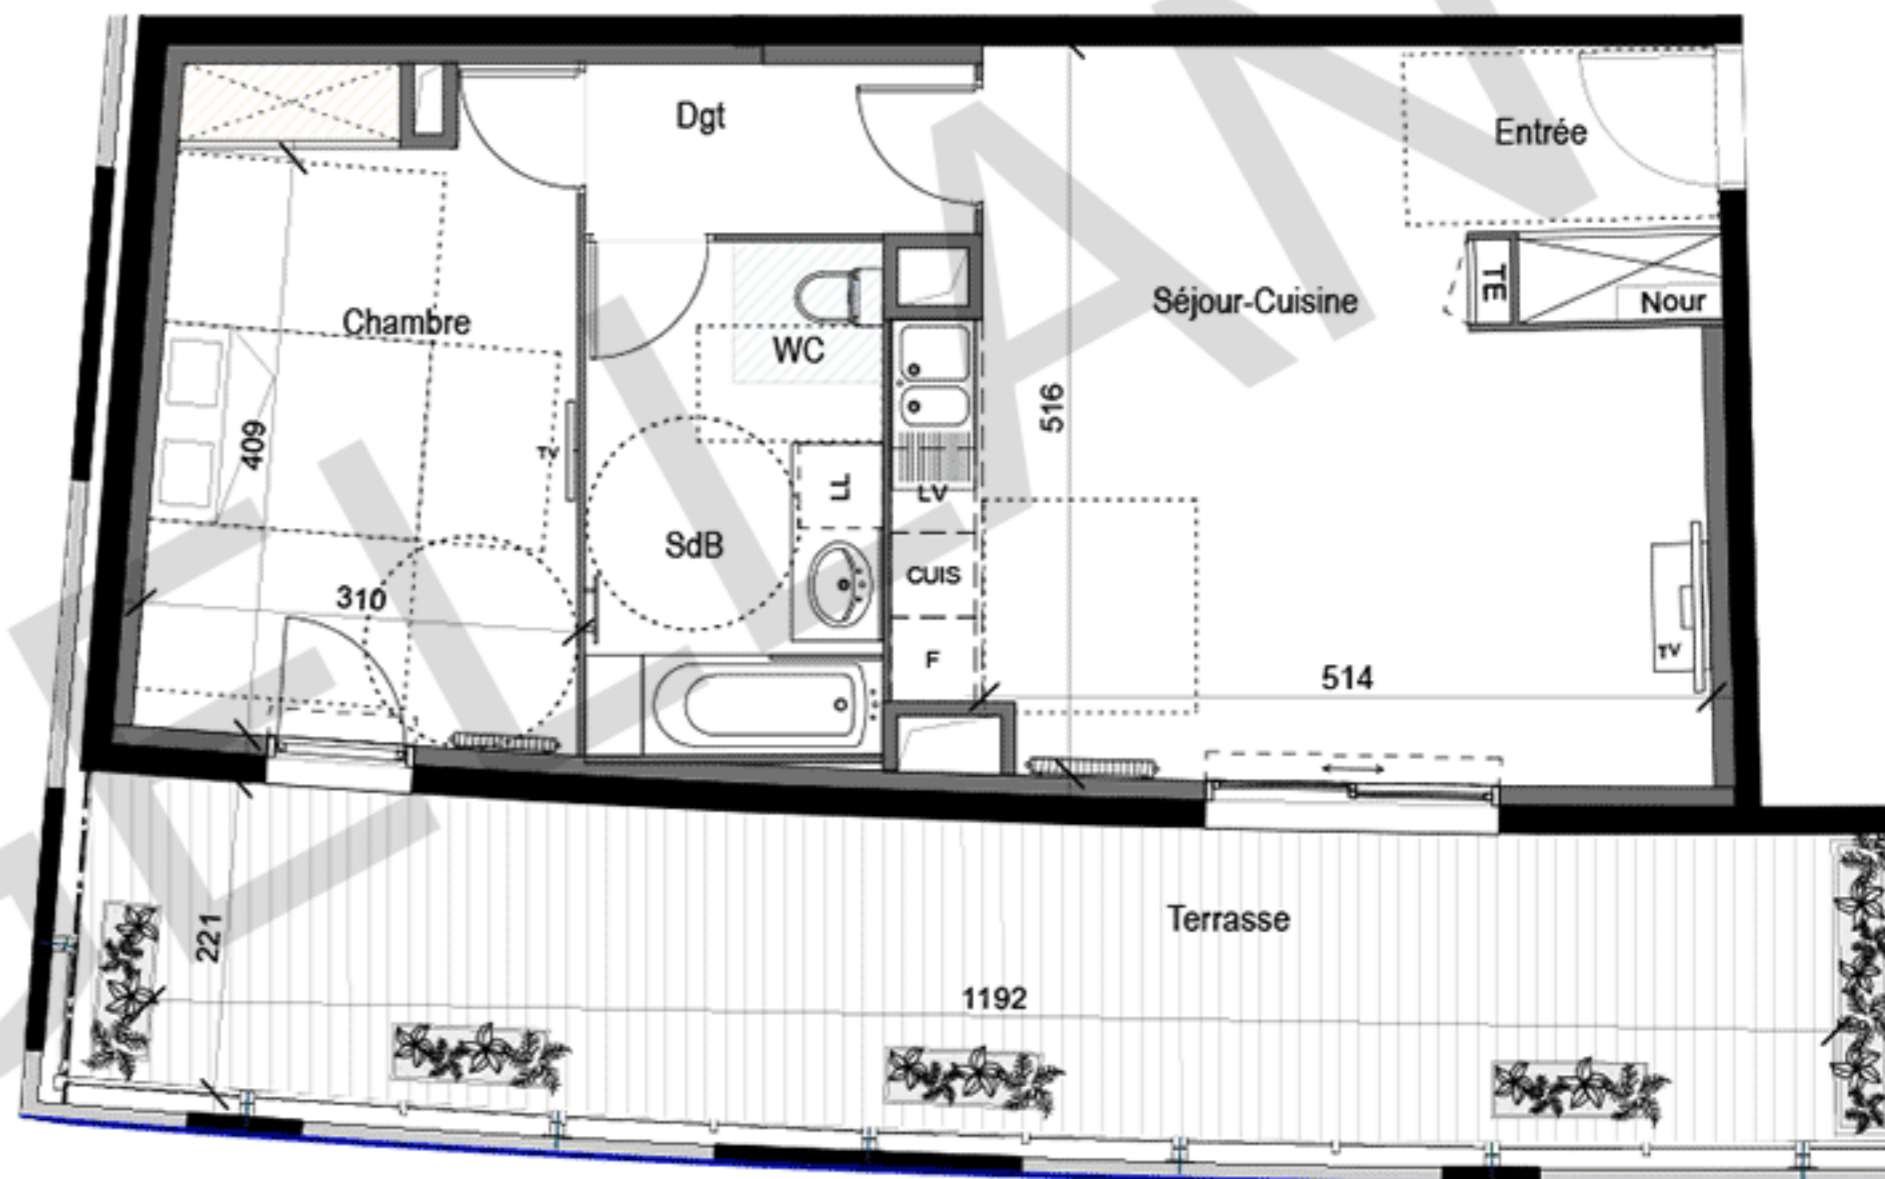 Dgt
Entrée
Chambre
Séjour-Cuisine
TE
Nour
WC
409
TV
516
LL
LV
SdB
CUIS
310
F
514
TV
Terrasse
221
1192
ELLAN